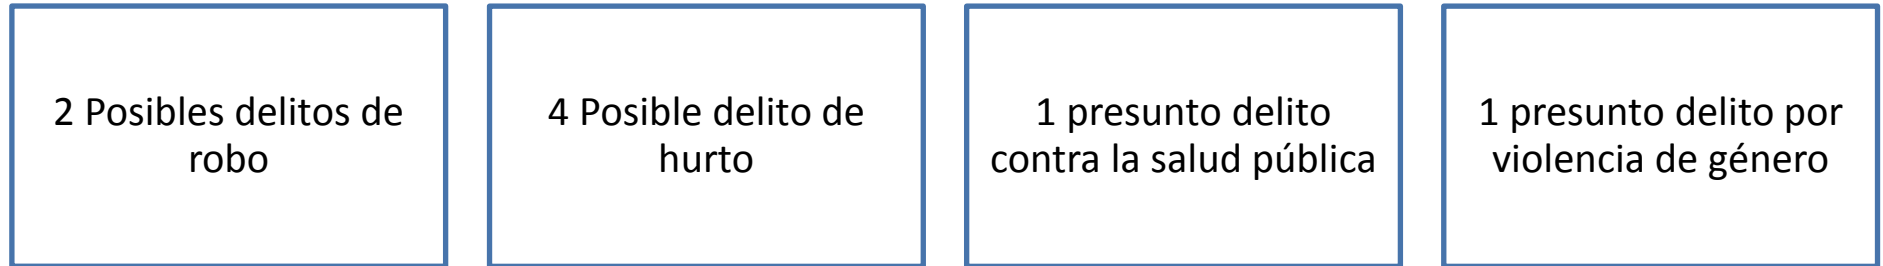 2 Posibles delitos de
robo
4 Posible delito de
hurto
1 presunto delito
contra la salud pública
1 presunto delito por
violencia de género